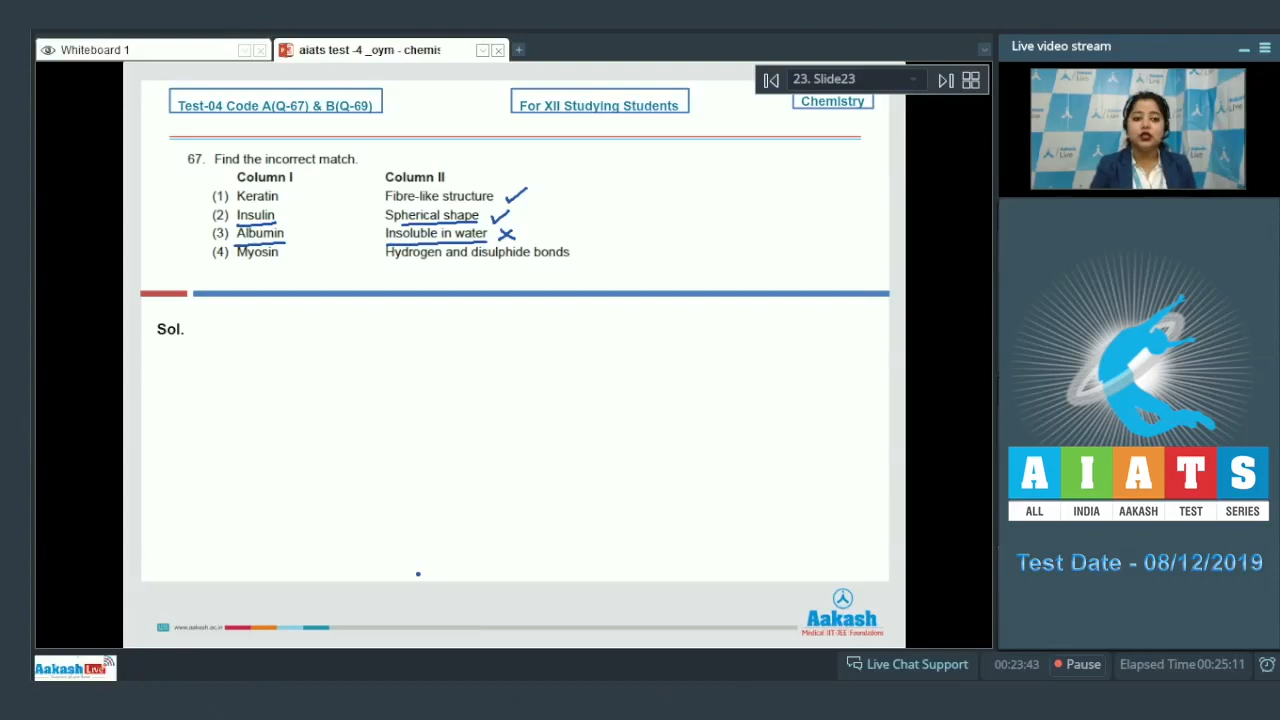 Whiteboard 1
aiats test -4 _oym - chemis
Live video stream
23. Slide23
Test-04 Code A(Q-67) & B(Q-69)
For XII Studying Students
Chemistry
67. Find the incorrect match.
Column I Column II
(1) Keratin Fibre-like structure
(2) Insulin Spherical shape
(3) Albumin Insoluble in water
(4) Myosin Hydrogen and disulphide bonds
Sol.
A I A T S
ALL INDIA AAKASH TEST SERIES
Test Date - 08/12/2019
www.aakash.ac.in
Aakash
Medical IIT-JEE Foundations
Aakash Live
Live Chat Support
00:23:43
Pause
Elapsed Time 00:25:11